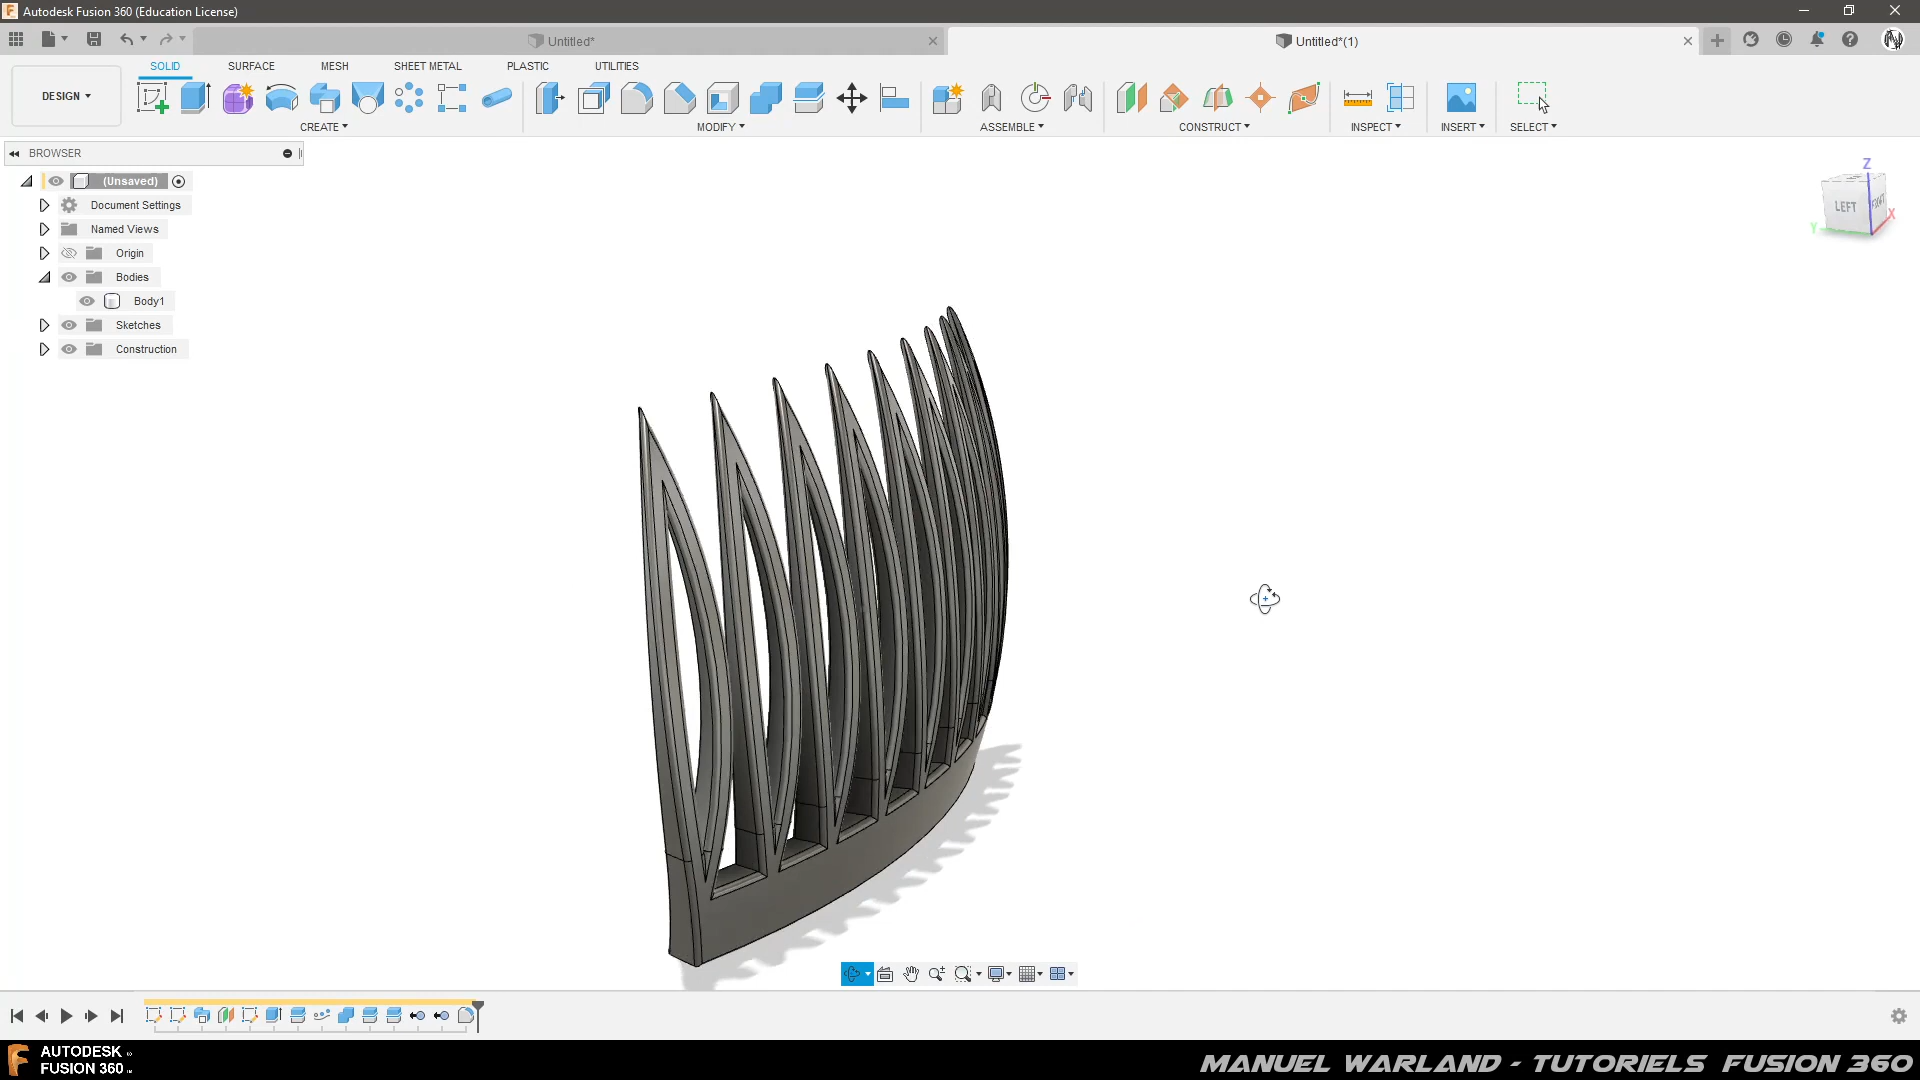 Autodesk Fusion 360 (Education License)
Untitled*
Untitled*(1)
DESIGN
SOLID
SURFACE
MESH
SHEET METAL
PLASTIC
UTILITIES
CREATE
MODIFY
ASSEMBLE
CONSTRUCT
INSPECT
INSERT
SELECT
BROWSER
(Unsaved)
Document Settings
Named Views
Origin
Bodies
Body1
Sketches
Construction
Z
LEFT
X
Y
AUTODESK
FUSION 360
MANUEL WARLAND - TUTORIELS FUSION 360